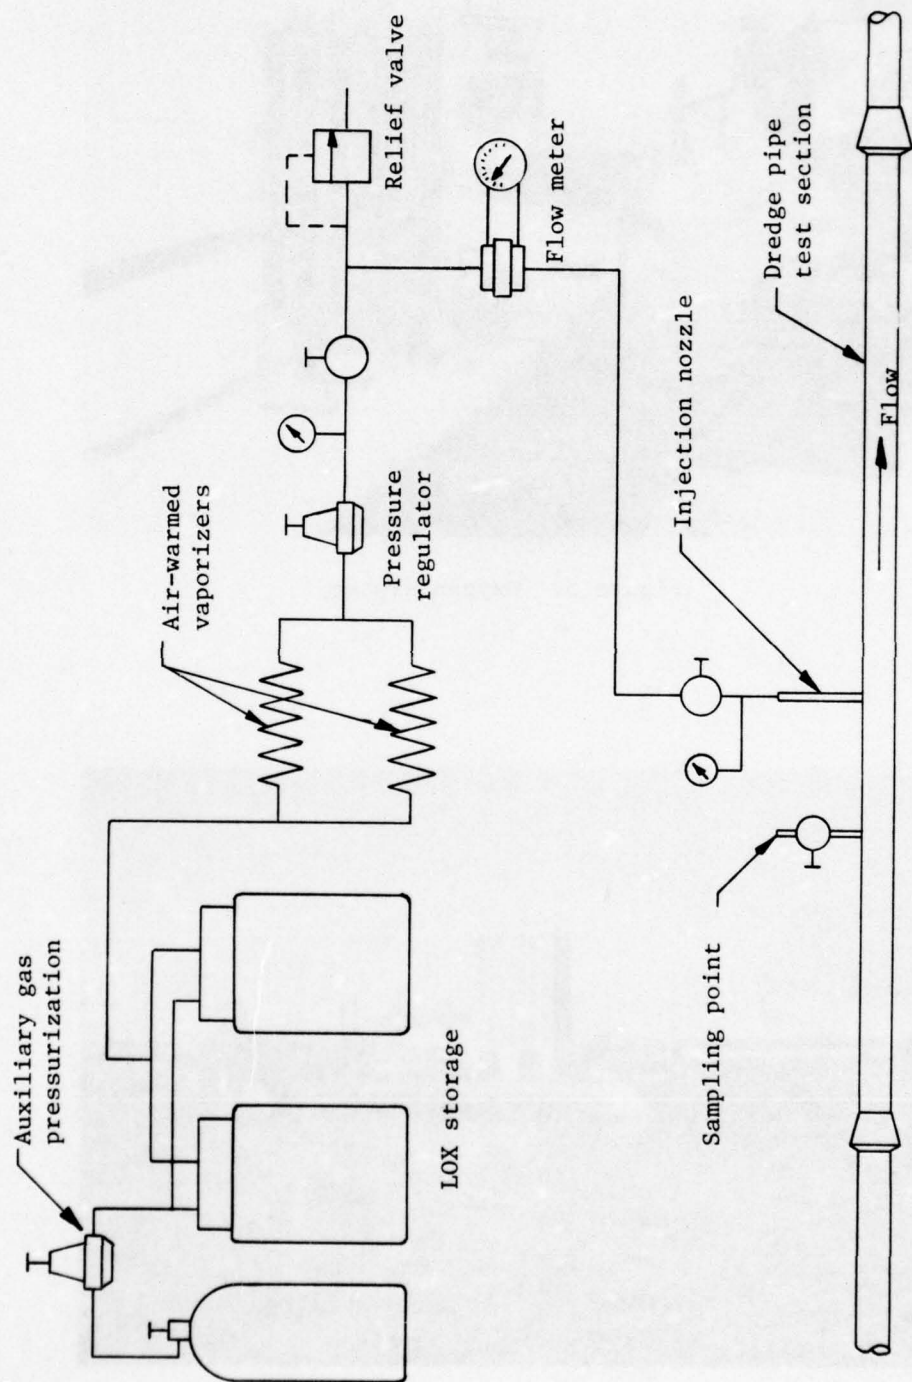 Auxiliary gas
pressurization
LOX storage
Air-warmed
vaporizers
Pressure
regulator
Relief valve
Flow meter
Sampling point
Injection nozzle
Dredge pipe
test section
Flow